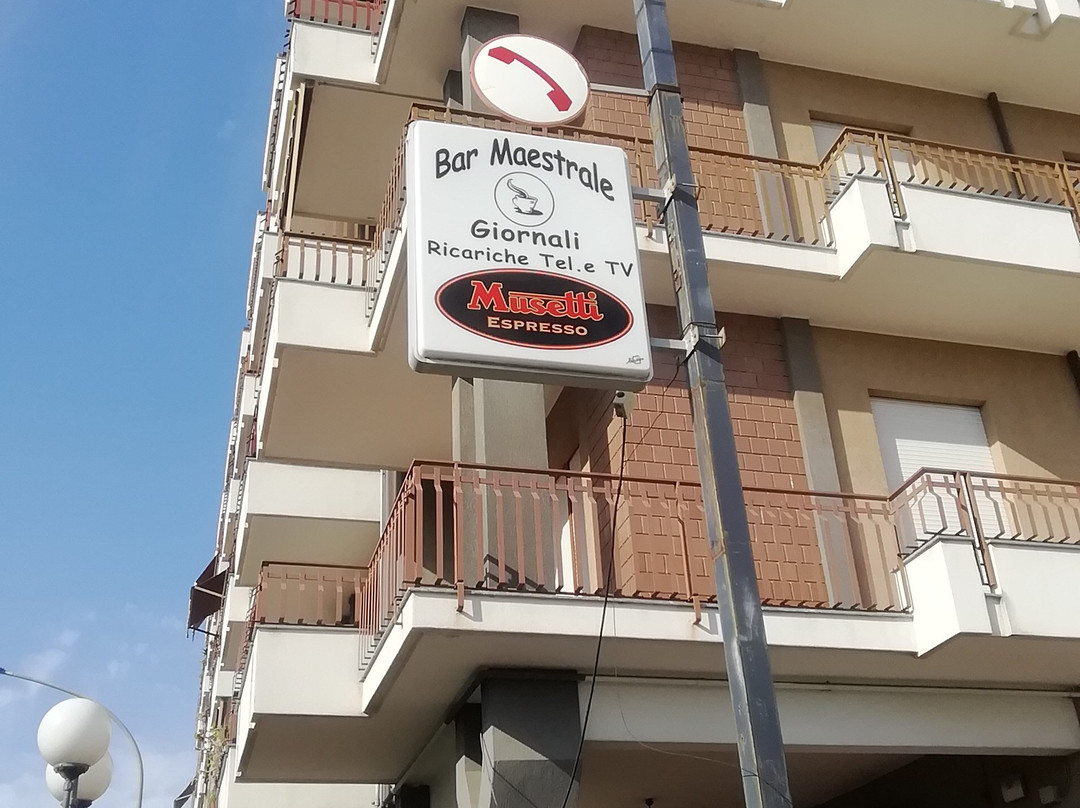 Bar Maestrale
Giornali
Ricariche Tel.e TV
Musetti
ESPRESSO